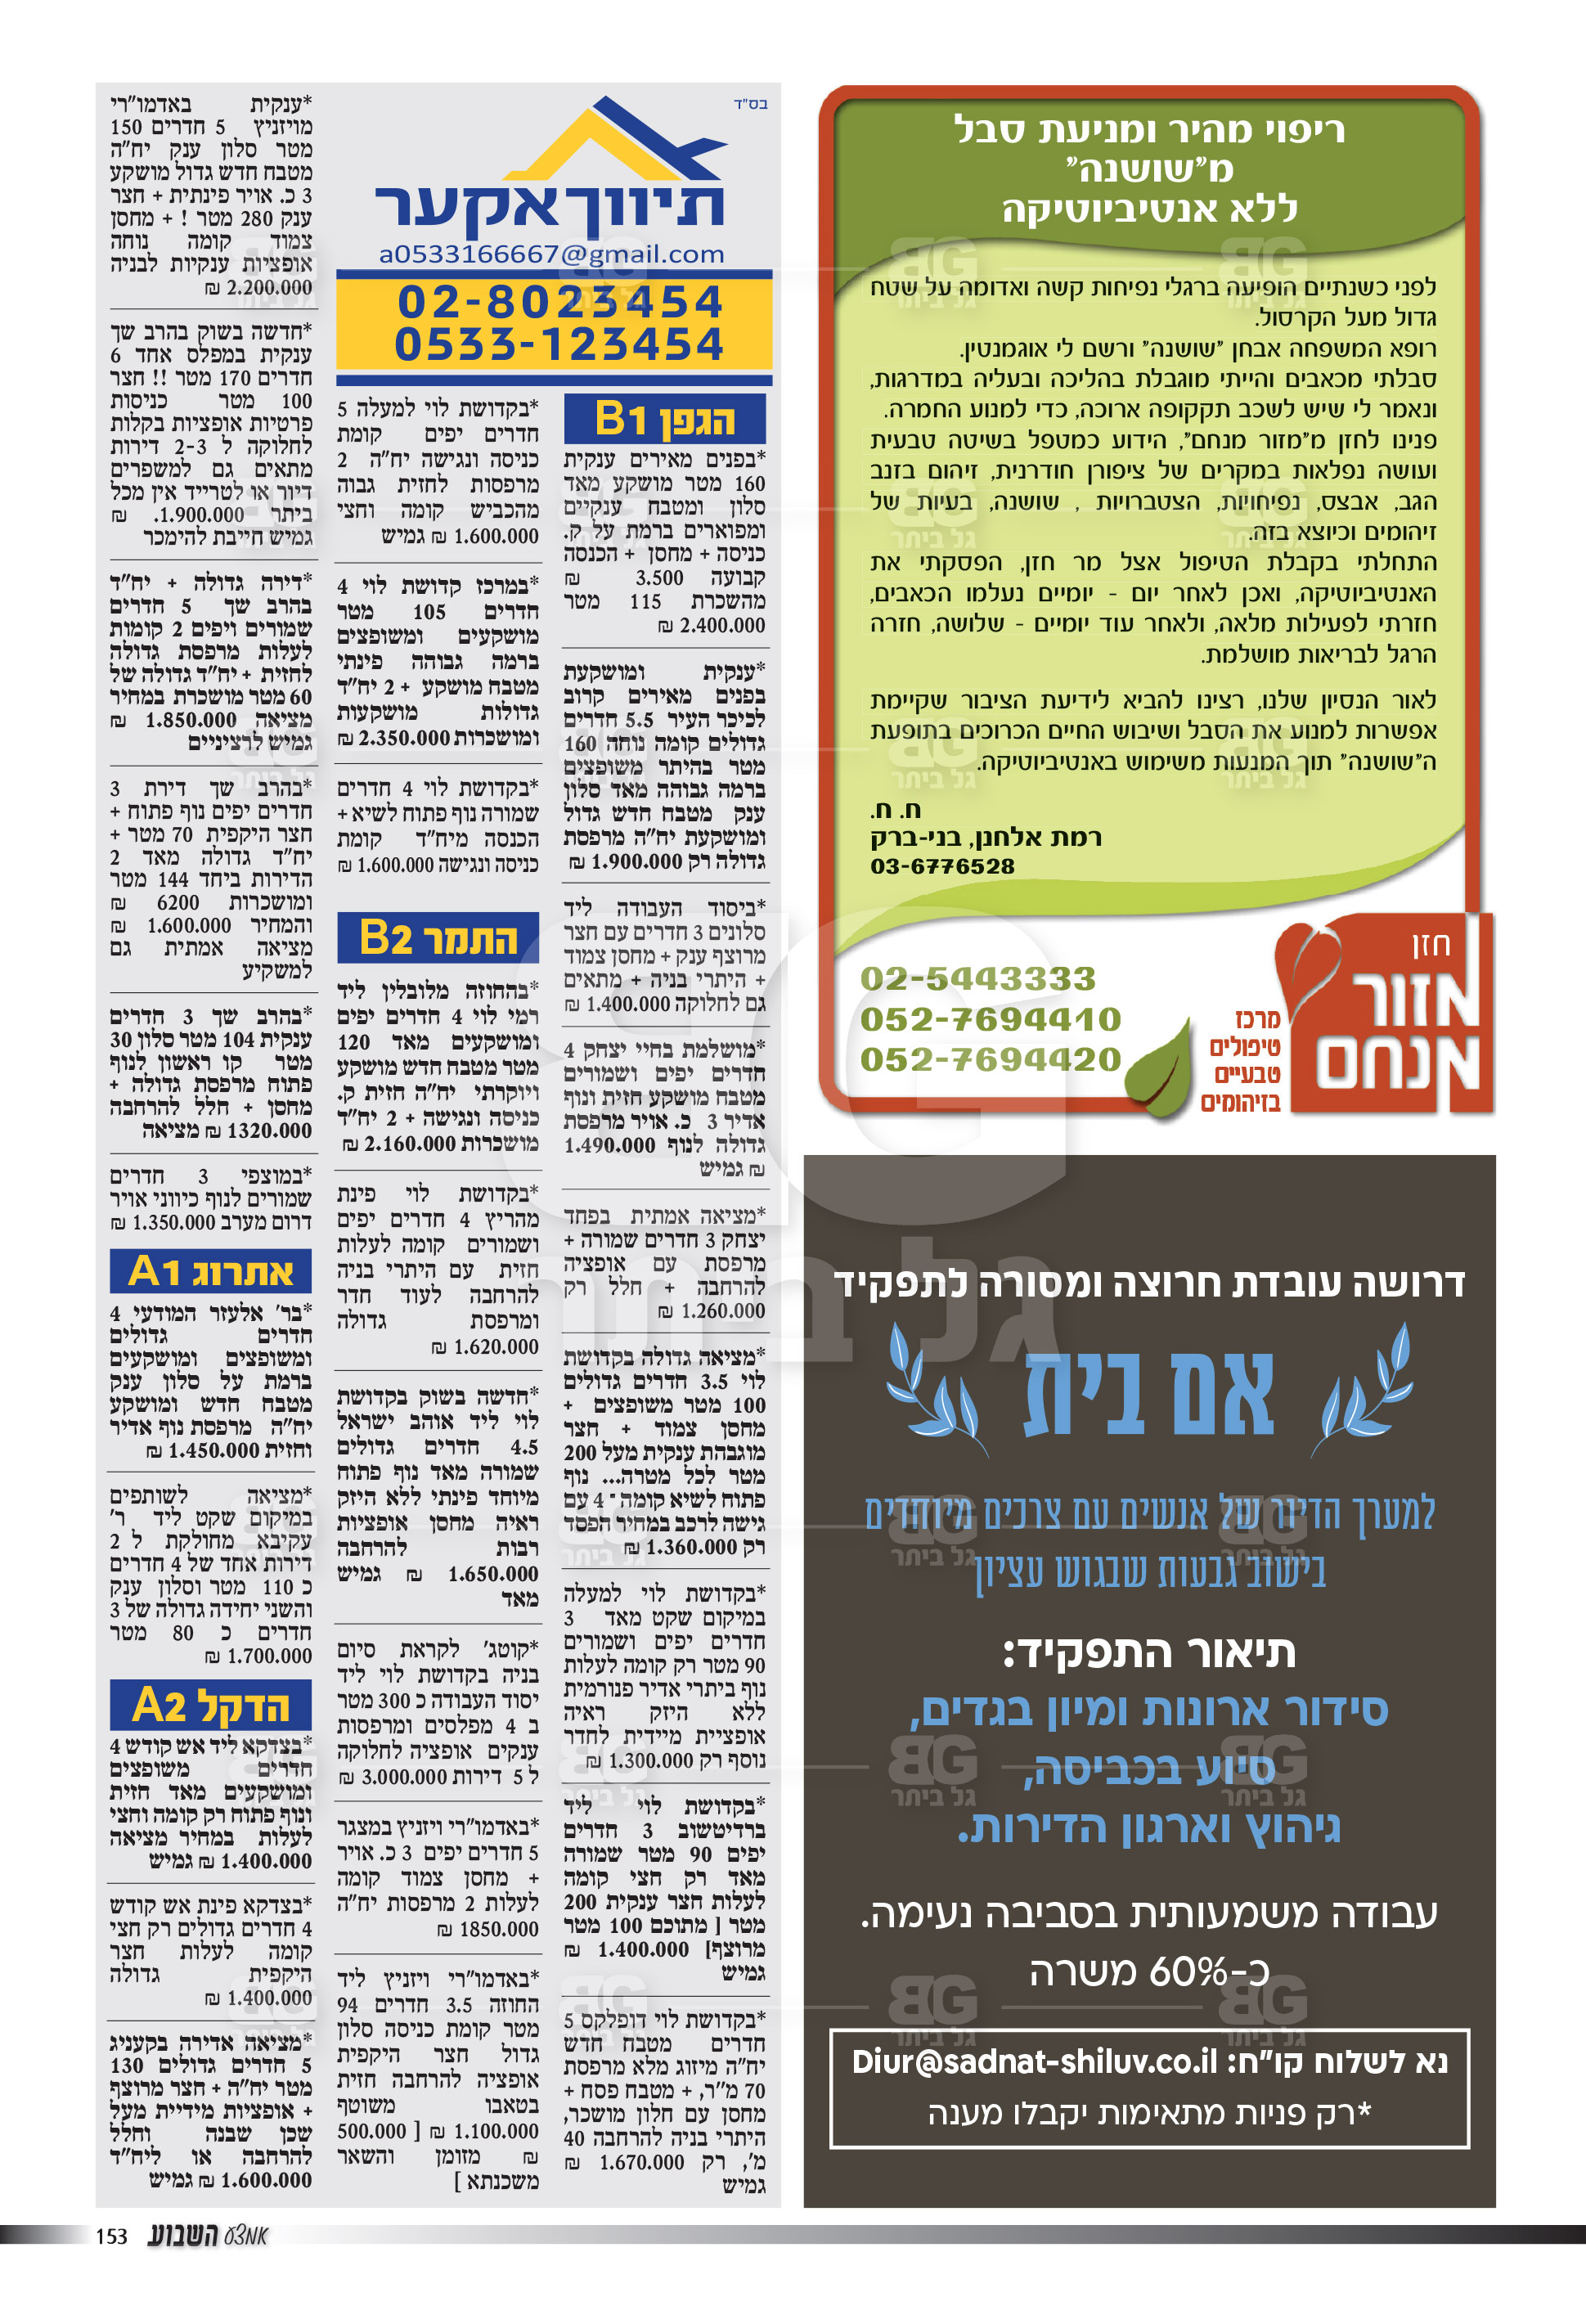 ריפוי מהיר ומניעת סבל
מ"שושנה"
ללא אנטיביוטיקה
לפני כשנתיים הופיעה ברגלי נפיחות קשה ואדומה על שטח
גדול מעל הקרסול.
רופא המשפחה אבחן "שושנה" ורשם לי אוגמנטין.
סבלתי מכאבים והייתי מוגבלת בהליכה ובעליה במדרגות,
ונאמר לי שיש לשכב תקקופה ארוכה, כדי למנוע החמרה.
פנינו לחזן מ"מזור מנחם", הידוע כמטפל בשיטה טבעית
ועושה נפלאות במקרים של ציפורן חודרנית, זיהום בזנב
הגב, אבצס, נפיחויות, הצטברויות , שושנה, בעיות של
זיהומים וכיוצא בזה.
התחלתי בקבלת הטיפול אצל מר חזן, הפסקתי את
האנטיביוטיקה, ואכן לאחר יום - יומיים נעלמו הכאבים,
חזרתי לפעילות מלאה, ולאחר עוד יומיים - שלושה, חזרה
הרגל לבריאות מושלמת.
לאור הנסיון שלנו, רצינו להביא לידיעת הציבור שקיימת
אפשרות למנוע את הסבל ושיבוש החיים הכרוכים בתופעת
ה"שושנה" תוך המנעות משימוש באנטיביוטיקה.
ח. ח.
רמת אלחנן, בני-ברק
03-6776528
חזן
מזור
מנחם
מרכז
טיפולים
טבעיים
בזיהומים
02-5443333
052-7694410
052-7694420
דרושה עובדת חרוצה ומסורה לתפקיד
אם בית
למערך הדיור של אנשים עם צרכים מיוחדים
בישוב גבעות שבגוש עציון
תיאור התפקיד:
סידור ארונות ומיון בגדים,
סיוע בכביסה,
גיהוץ וארגון הדירות.
עבודה משמעותית בסביבה נעימה.
כ-60% משרה
נא לשלוח קו"ח: Diur@sadnat-shiluv.co.il
*רק פניות מתאימות יקבלו מענה
בס"ד
תיווך אקער
a0533166667@gmail.com
02-8023454
0533-123454
הגפן B1
*בפנים מאירים ענקית
160 מטר מושקע מאד
סלון ומטבח ענקיים
ומפוארים ברמת על ק.
כניסה + מחסן + הכנסה
קבועה 3.500 ₪
מהשכרת 115 מטר
2.400.000 ₪
*ענקית ומושקעת
בפנים מאירים קרוב
לכיכר העיר 5.5 חדרים
גדולים קומה נוחה 160
מטר בהיתר משופצים
ברמה גבוהה מאד סלון
ענק מטבח חדש גדול
ומושקעת יח"ה מרפסת
גדולה רק 1.900.000 ₪
*ביסוד העבודה ליד
סלונים 3 חדרים עם חצר
מרוצף ענק + מחסן צמוד
+ היתרי בניה + מתאים
גם לחלוקה 1.400.000 ₪
*מושלמת בחיי יצחק 4
חדרים יפים ושמורים
מטבח מושקע חזית ונוף
אדיר 3 כ. אויר מרפסת
גדולה לנוף 1.490.000
₪ גמיש
*מציאה אמתית בפחד
יצחק 3 חדרים שמורה +
מרפסת עם אופציה
להרחבה + חלל רק
1.260.000 ₪
*מציאה גדולה בקדושת
לוי 3.5 חדרים גדולים
100 מטר משופצים +
מחסן צמוד + חצר
מוגבהת ענקית מעל 200
מטר לכל מטרה... נוף
פתוח לשיא קומה - 4 עם
גישה לרכב במחיר הפסד
רק 1.360.000 ₪
*בקדושת לוי למעלה
במיקום שקט מאד 3
חדרים יפים ושמורים
90 מטר רק קומה לעלות
נוף ביתרי אדיר פנורמית
ללא היזק ראיה
אופציית מיידית לחדר
נוסף רק 1.300.000 ₪
*בקדושת לוי ליד
ברדיטשוב 3 חדרים
יפים 90 מטר שמורה
מאד רק חצי קומה
לעלות חצר ענקית 200
מטר [ מתוכם 100 מטר
מרוצף] 1.400.000 ₪
גמיש
*בקדושת לוי דופלקס 5
חדרים מטבח חדש
יח"ה מיזוג מלא מרפסת
70 מ"ר, + מטבח פסח +
מחסן עם חלון מושכר,
היתרי בניה להרחבה 40
מ', רק 1.670.000 ₪
גמיש
*בקדושת לוי למעלה 5
חדרים יפים קומת
כניסה ונגישה יח"ה 2
מרפסות לחזית גבוה
מהכביש קומה וחצי
1.600.000 ₪ גמיש
*במרכז קדושת לוי 4
חדרים 105 מטר
מושקעים ומשופצים
ברמה גבוהה פינתי
מטבח מושקע + 2 יח"ד
גדולות מושקעות
ומושכרות 2.350.000 ₪
*בקדושת לוי 4 חדרים
שמורה נוף פתוח לשיא +
הכנסה מיח"ד קומת
כניסה ונגישה 1.600.000 ₪
התמר B2
*בהחוזה מלובלין ליד
רמי לוי 4 חדרים יפים
ומושקעים מאד 120
מטר מטבח חדש מושקע
ויוקרתי יח"ה חזית ק.
כניסה ונגישה + 2 יח"ד
מושכרות 2.160.000 ₪
*בקדושת לוי פינת
מהריץ 4 חדרים יפים
ושמורים קומה לעלות
חזית עם היתרי בניה
להרחבה לעוד חדר
ומרפסת גדולה
1.620.000 ₪
*חדשה בשוק בקדושת
לוי ליד אוהב ישראל
4.5 חדרים גדולים
שמורה מאד נוף פתוח
מיוחד פינתי ללא היזק
ראיה מחסן אופציות
רבות להרחבה
1.650.000 ₪ גמיש
מאד
*קוטג' לקראת סיום
בניה בקדושת לוי ליד
יסוד העבודה כ 300 מטר
ב 4 מפלסים ומרפסות
ענקים אופציה לחלוקה
ל 5 דירות 3.000.000 ₪
*באדמו"רי ויזניץ במצגר
5 חדרים יפים 3 כ. אויר
+ מחסן צמוד קומה
לעלות 2 מרפסות יח"ה
1850.000 ₪
*באדמו"רי ויזניץ ליד
החוזה 3.5 חדרים 94
מטר קומת כניסה סלון
גדול חצר היקפית
אופציה להרחבה חזית
בטאבו משוטף
1.100.000 ₪ [ 500.000
₪ מזומן והשאר
משכנתא ]
*ענקית באדמו"רי
מויזניץ 5 חדרים 150
מטר סלון ענק יח"ה
מטבח חדש גדול מושקע
3 כ. אויר פינתית + חצר
ענק 280 מטר ! + מחסן
צמוד קומה נוחה
אופציות ענקיות לבניה
2.200.000 ₪
*חדשה בשוק בהרב שך
ענקית במפלס אחד 6
חדרים 170 מטר !! חצר
100 מטר כניסות
פרטיות אופציות בקלות
לחלוקה ל 2-3 דירות
מתאים גם למשפרים
דיור או לטרייד אין מכל
ביתר 1.900.000. ₪
גמיש חייבת להימכר
*דירה גדולה + יח"ד
בהרב שך 5 חדרים
שמורים ויפים 2 קומות
לעלות מרפסת גדולה
לחזית + יח"ד גדולה של
60 מטר מושכרת במחיר
מציאה 1.850.000 ₪
גמיש לרציניים
*בהרב שך דירת 3
חדרים יפים נוף פתוח +
חצר היקפית 70 מטר +
יח"ד גדולה מאד 2
הדירות ביחד 144 מטר
ומושכרות 6200 ₪
והמחיר 1.600.000 ₪
מציאה אמתית גם
למשקיע
*בהרב שך 3 חדרים
ענקית 104 מטר סלון 30
מטר קו ראשון לנוף
פתוח מרפסת גדולה +
מחסן + חלל להרחבה
1320.000 ₪ מציאה
*במוצפי 3 חדרים
שמורים לנוף כיווני אויר
דרום מערב 1.350.000 ₪
אתרוג A1
*בר' אלעזר המודעי 4
חדרים גדולים
ומשופצים ומושקעים
ברמת על סלון ענק
מטבח חדש ומושקע
יח"ה מרפסת נוף אדיר
וחזית 1.450.000 ₪
*מציאה לשותפים
במיקום שקט ליד ר'
עקיבא מחולקת ל 2
דירות אחד של 4 חדרים
כ 110 מטר וסלון ענק
והשני יחידה גדולה של 3
חדרים כ 80 מטר
1.700.000 ₪
הדקל A2
*בצדקא ליד אש קודש 4
חדרים משופצים
ומושקעים מאד חזית
ונוף פתוח רק קומה וחצי
לעלות במחיר מציאה
1.400.000 ₪ גמיש
*בצדקא פינת אש קודש
4 חדרים גדולים רק חצי
קומה לעלות חצר
היקפית גדולה
1.400.000 ₪
*מציאה אדירה בקעניג
5 חדרים גדולים 130
מטר יח"ה + חצר מרוצף
+ אופציות מידיית מעל
שכן שבנה וחלל
להרחבה או ליח"ד
1.600.000 ₪ גמיש
153 אמצע השבוע
BG
גל ביתר